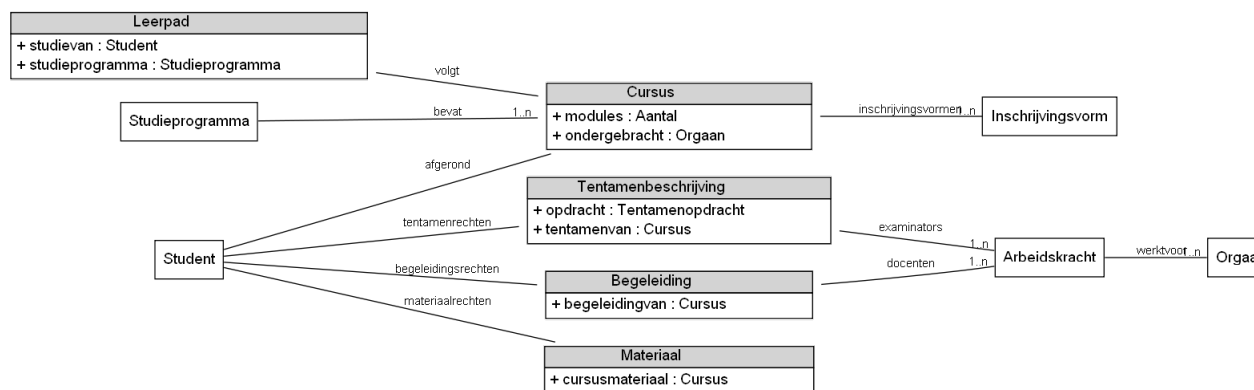 Leerpad
+ studievan : Student
+ studieprogramma : Studieprogramma
volgt
Cursus
+ modules : Aantal
+ ondergebracht : Orgaan
Studieprogramma
bevat
1..n
inschrijvingsvormen
1..n
Inschrijvingsvorm
afgerond
Tentamenbeschrijving
+ opdracht : Tentamenopdracht
+ tentamenvan : Cursus
tentamenrechten
examinators
1..n
Student
Arbeidskracht
werktvoor
1..n
Orgaa
begeleidingsrechten
docenten
1..n
Begeleiding
+ begeleidingvan : Cursus
materiaalrechten
Materiaal
+ cursusmateriaal : Cursus